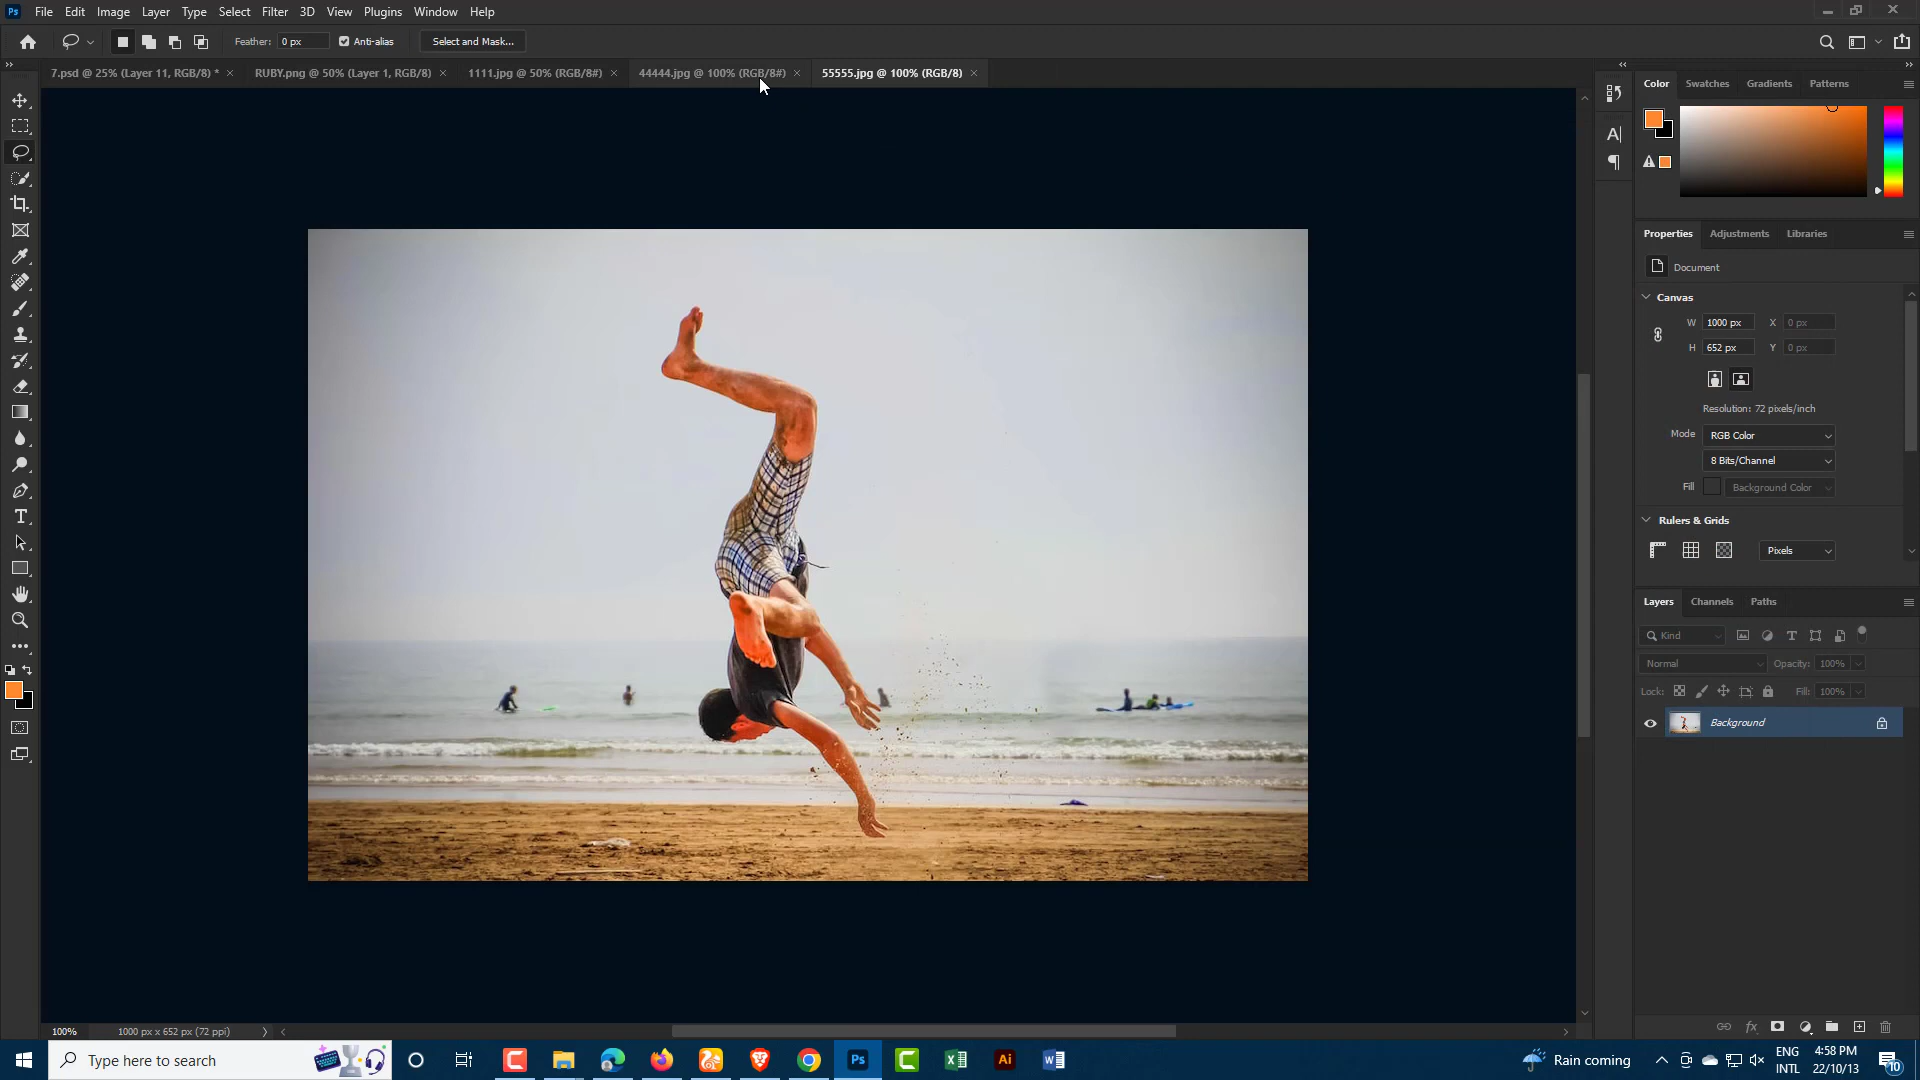 Ps File Edit Image Layer Type Select Filter 3D View Plugins Window Help
Feather: 0 px Anti-alias Select and Mask...
7.psd @ 25% (Layer 11, RGB/8) * × RUBY.png @ 50% (Layer 1, RGB/8) × 1111.jpg @ 50% (RGB/8#) × 44444.jpg @ 100% (RGB/8#) × 55555.jpg @ 100% (RGB/8) ×
Color Swatches Gradients Patterns
Properties Adjustments Libraries
Document
Canvas
W 1000 px X 0 px
H 652 px Y 0 px
Resolution: 72 pixels/inch
Mode RGB Color
8 Bits/Channel
Fill Background Color
Rulers & Grids
Pixels
Layers Channels Paths
Kind
Normal Opacity: 100%
Lock: Fill: 100%
Background
100% 1000 px x 652 px (72 ppi)
Type here to search
Ps
Ai
Rain coming
ENG
INTL
4:58 PM
22/10/13
10